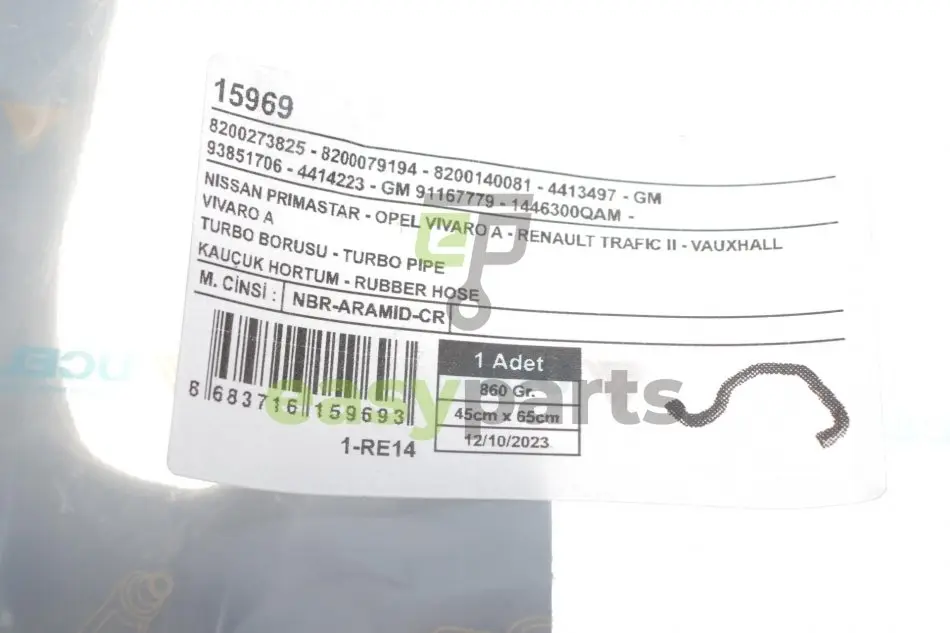 15969
8200273825 - 8200079194 - 8200140081 - 4413497 - GM
93851706 - 4414223 - GM 91167779 - 1446300QAM -
NISSAN PRIMASTAR - OPEL VIVARO A - RENAULT TRAFIC II - VAUXHALL
VIVARO A
TURBO BORUSU - TURBO PIPE
KAUÇUK HORTUM - RUBBER HOSE
M. CİNSİ : NBR-ARAMİD-CR
1 Adet
860 Gr.
45cm x 65cm
12/10/2023
8 683716 159693
1-RE14
easyparts